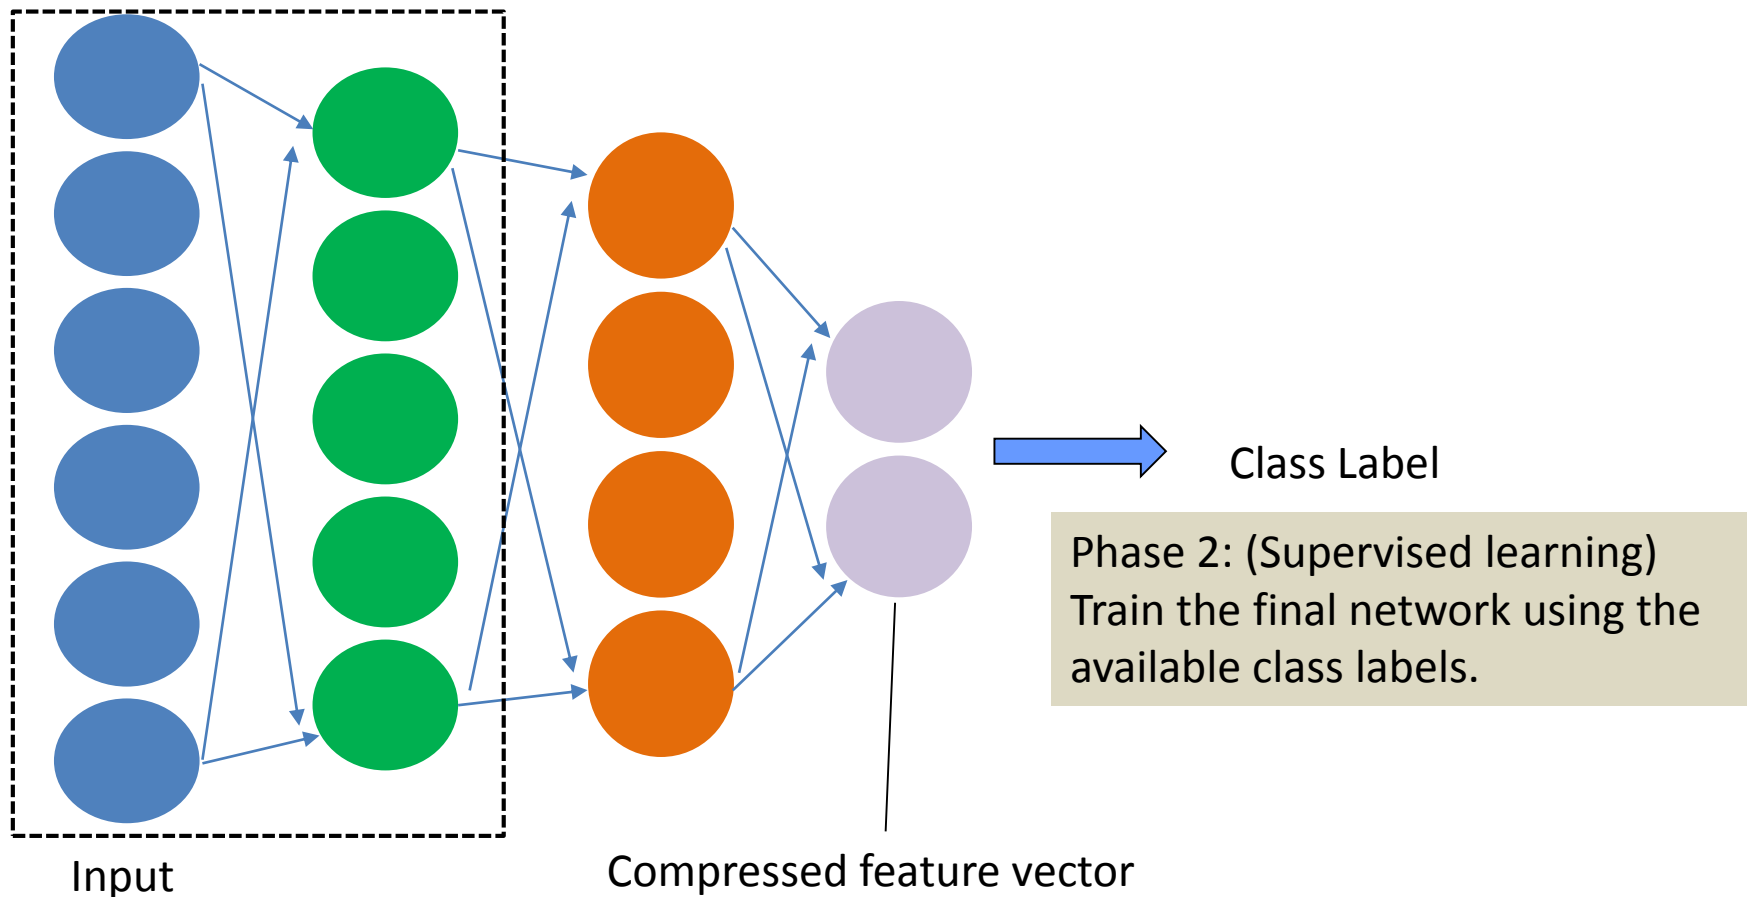 Class Label
Phase 2: (Supervised learning)
Train the final network using the
available class labels.
Input
Compressed feature vector